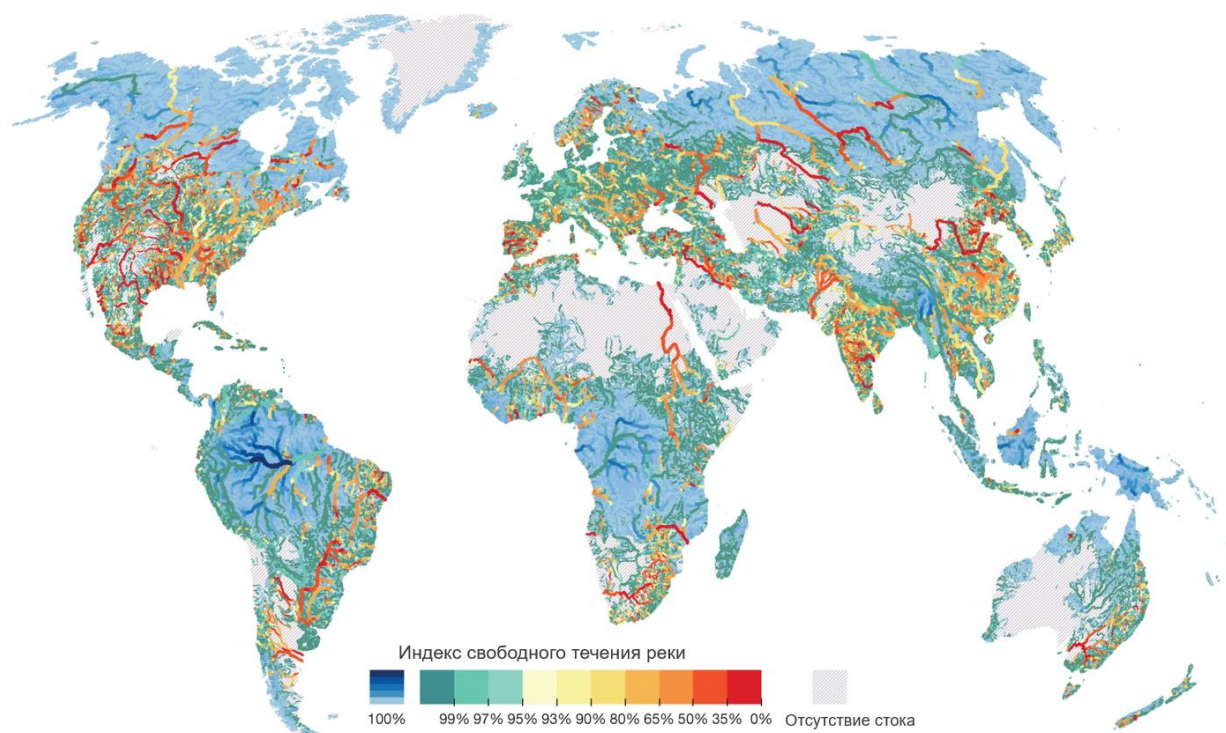 Индекс свободного течения реки
100% 99% 97% 95% 93% 90% 80% 65% 50% 35% 0% Отсутствие стока